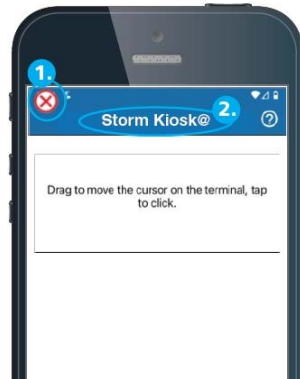 1.
2.
Storm Kiosk@
Drag to move the cursor on the terminal, tap
to click.